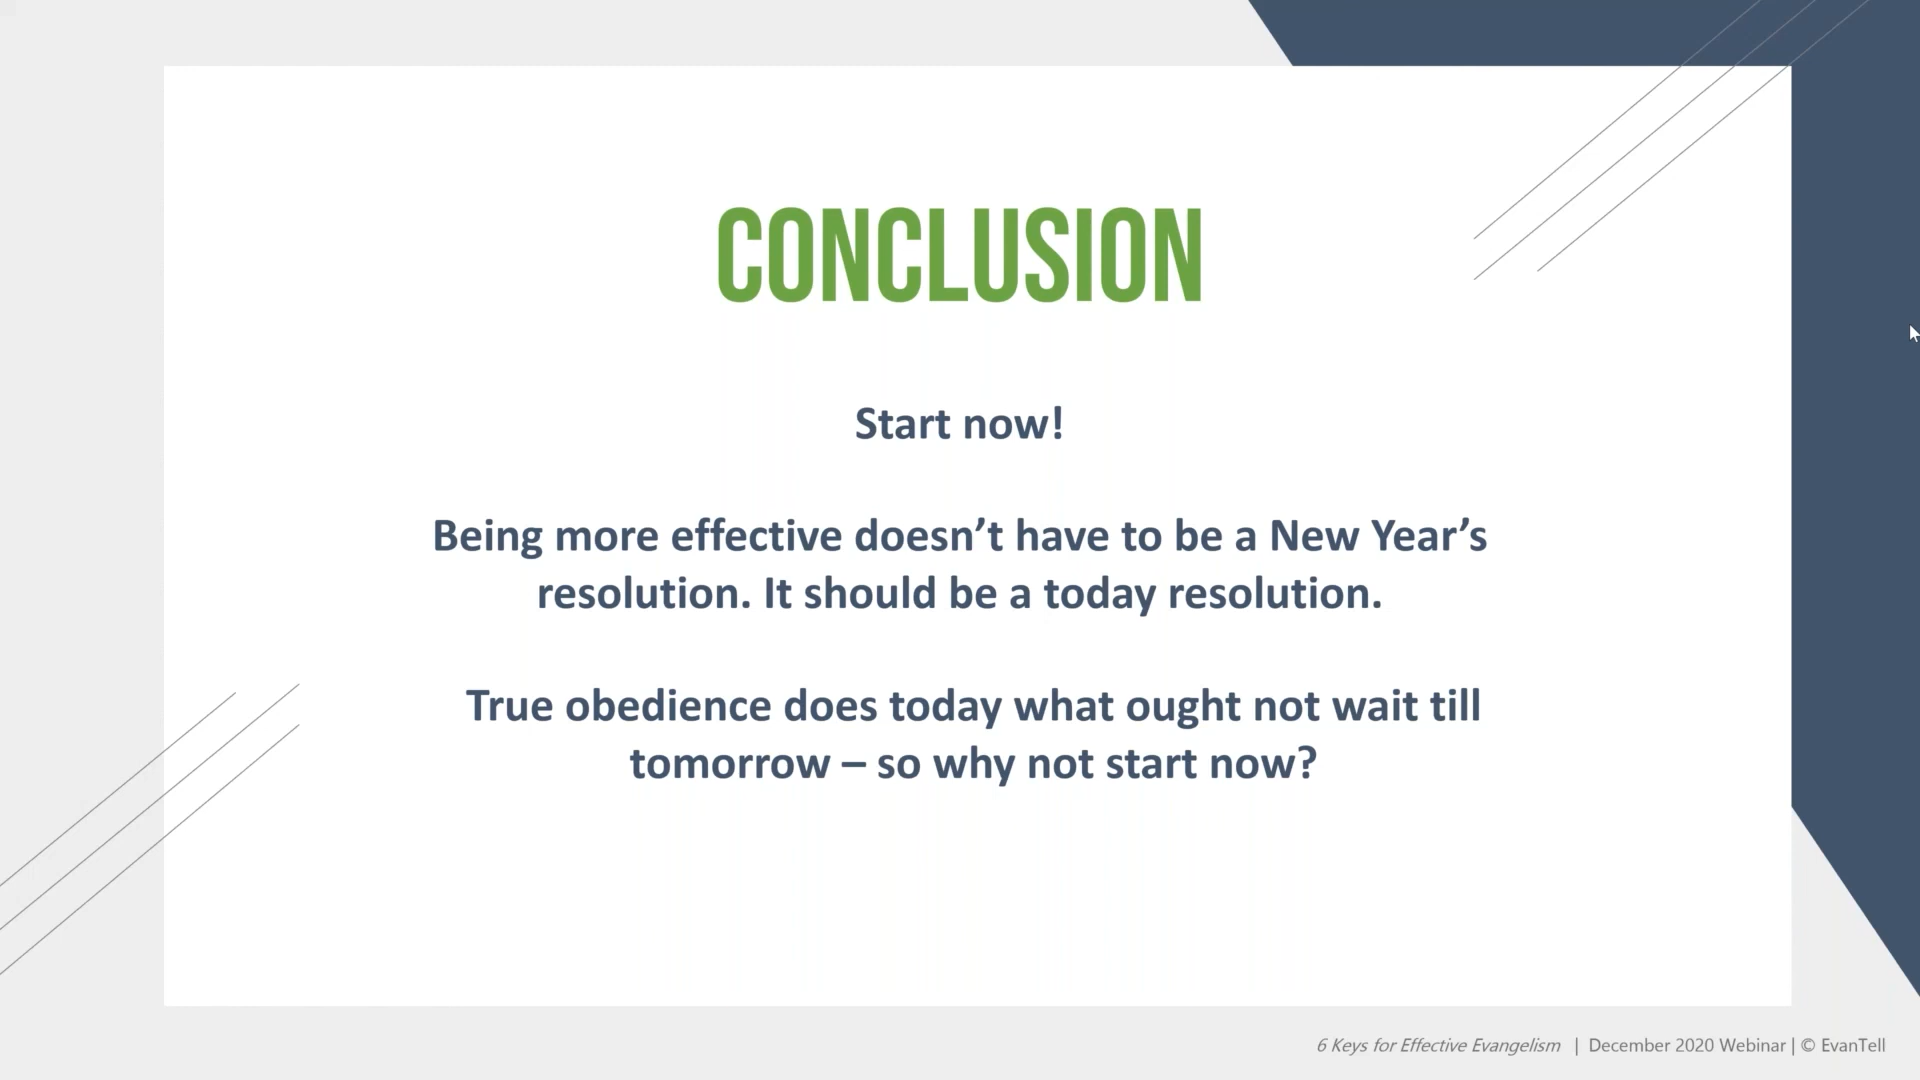 CONCLUSION
Start now!
Being more effective doesn’t have to be a New Year’s
resolution. It should be a today resolution.
True obedience does today what ought not wait till
tomorrow – so why not start now?
6 Keys for Effective Evangelism | December 2020 Webinar | © EvanTell